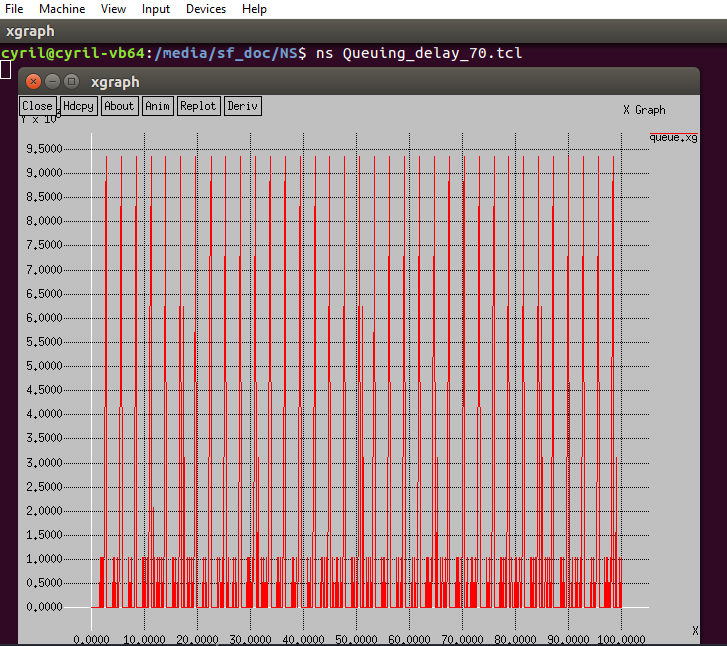 File Machine View Input Devices Help
xgraph
cyril@cyril-vb64:/media/sf_doc/NS$ ns Queuing_delay_70.tcl
xgraph
Close Hdcpy About Anim Replot Deriv
X Graph
Y x 10³
queue.xg
9.5000
9.0000
8.5000
8.0000
7.5000
7.0000
6.5000
6.0000
5.5000
5.0000
4.5000
4.0000
3.5000
3.0000
2.5000
2.0000
1.5000
1.0000
0.5000
0.0000
X
0.0000 10.0000 20.0000 30.0000 40.0000 50.0000 60.0000 70.0000 80.0000 90.0000 100.0000